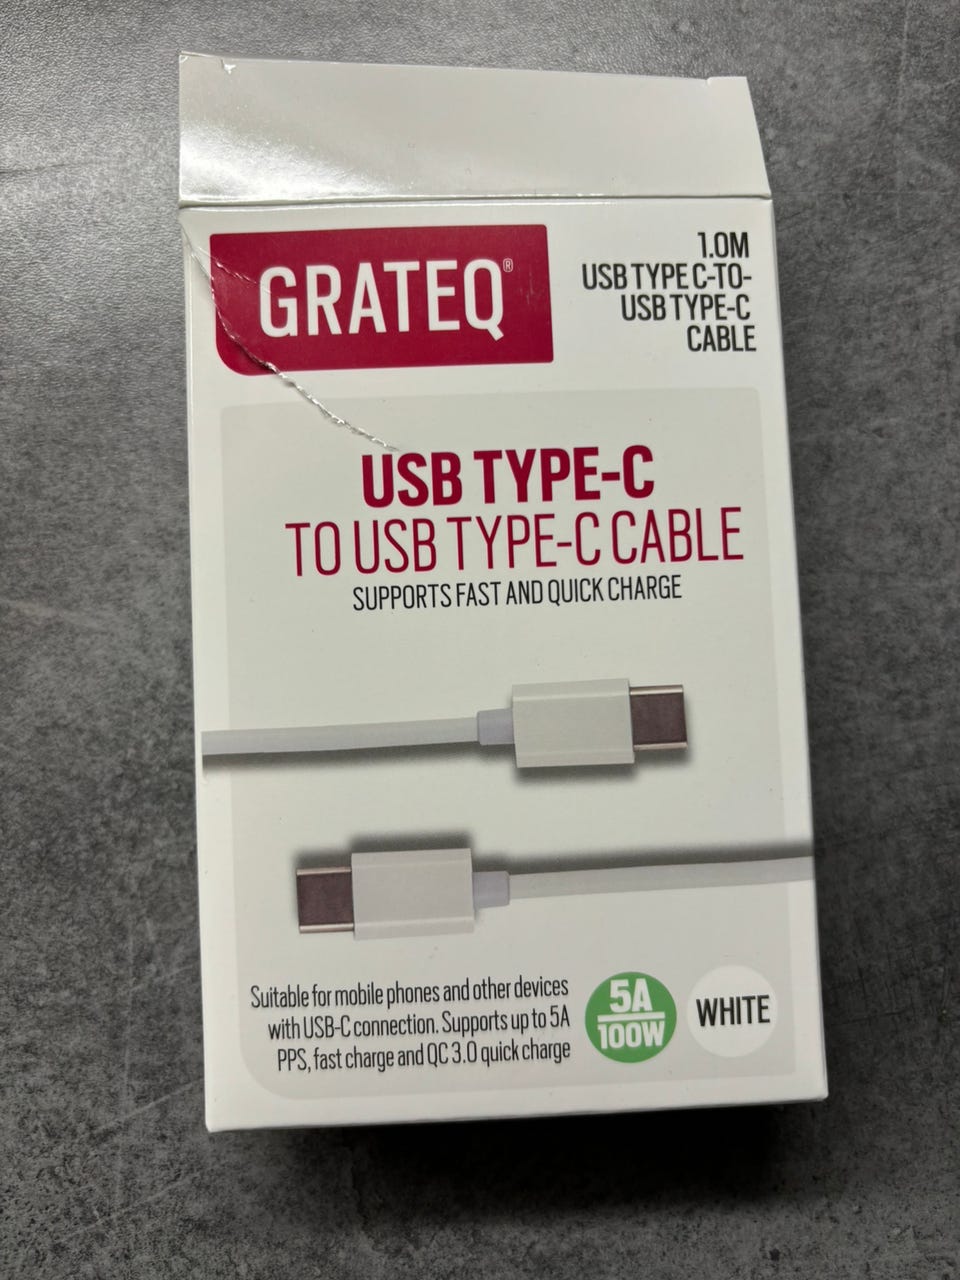 GRATEQ®
1.0M
USB TYPE C-TO-
USB TYPE-C
CABLE
USB TYPE-C
TO USB TYPE-C CABLE
SUPPORTS FAST AND QUICK CHARGE
Suitable for mobile phones and other devices
with USB-C connection. Supports up to 5A
PPS, fast charge and QC 3.0 quick charge
5A
100W
WHITE